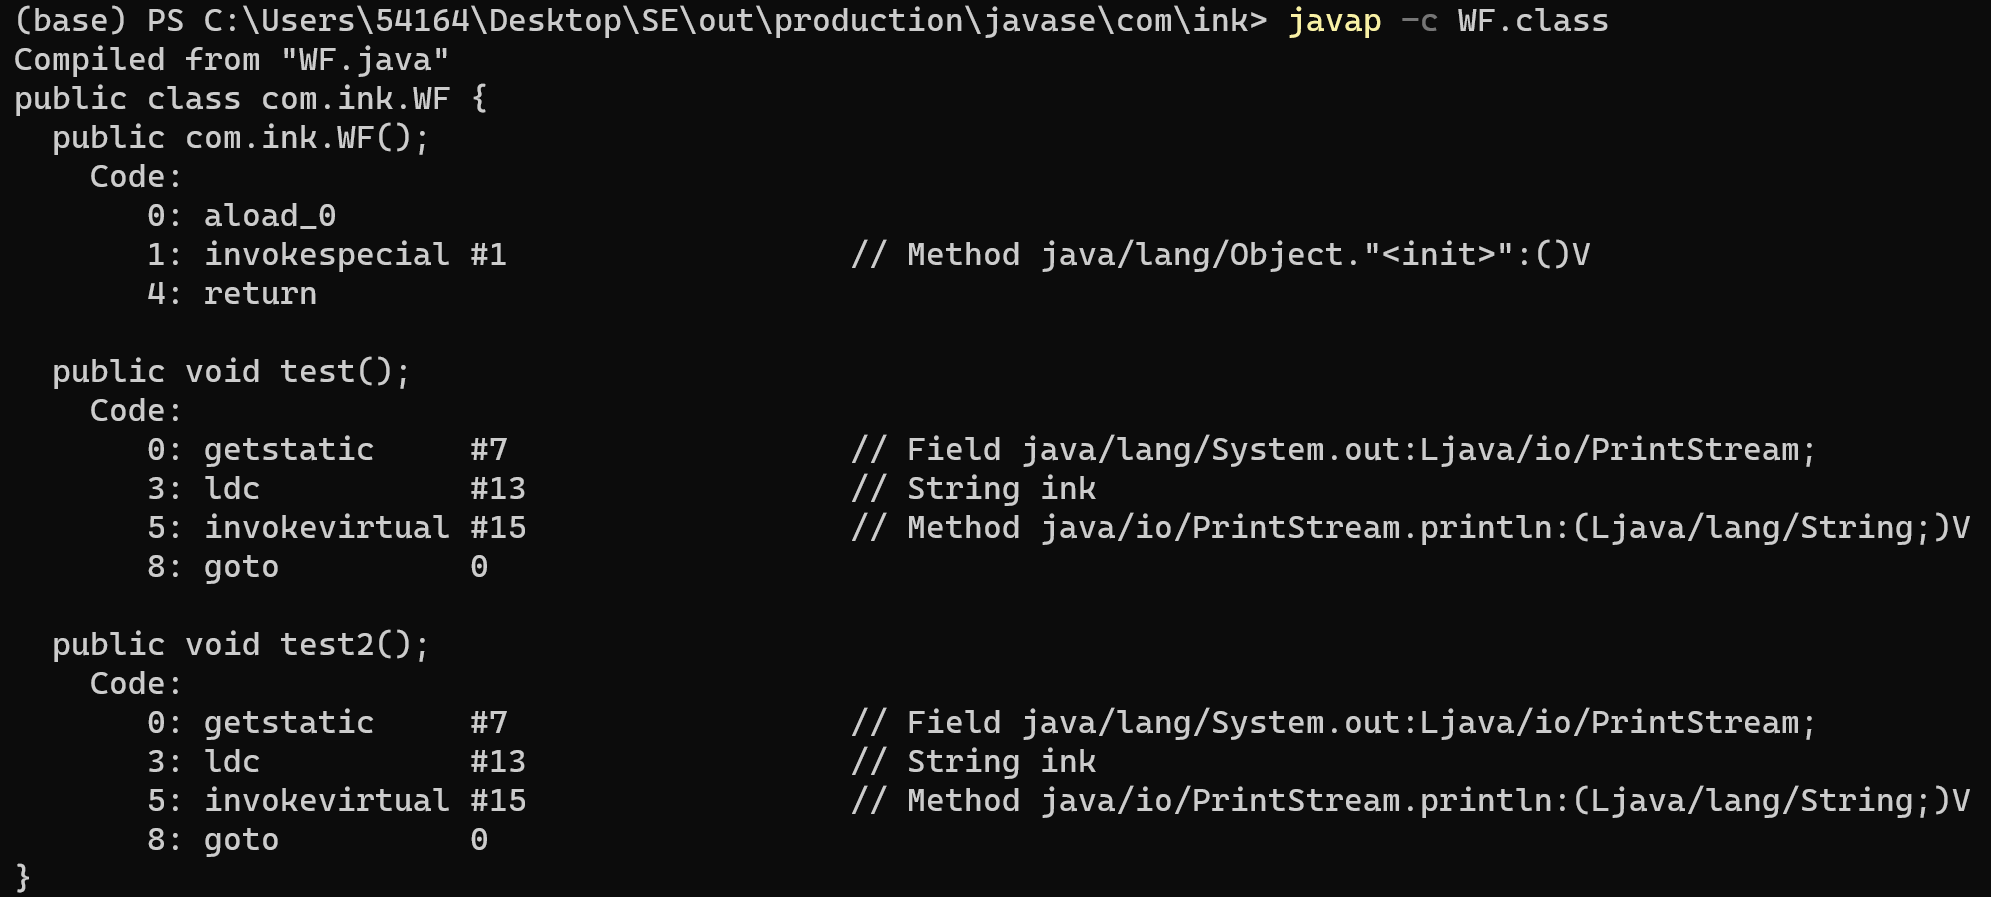 (base) PS C:\Users\54164\Desktop\SE\out\production\javase\com\ink> javap -c WF.class
Compiled from "WF.java"
public class com.ink.WF {
  public com.ink.WF();
    Code:
       0: aload_0
       1: invokespecial #1                  // Method java/lang/Object."<init>":()V
       4: return

  public void test();
    Code:
       0: getstatic     #7                  // Field java/lang/System.out:Ljava/io/PrintStream;
       3: ldc           #13                 // String ink
       5: invokevirtual #15                 // Method java/io/PrintStream.println:(Ljava/lang/String;)V
       8: goto          0

  public void test2();
    Code:
       0: getstatic     #7                  // Field java/lang/System.out:Ljava/io/PrintStream;
       3: ldc           #13                 // String ink
       5: invokevirtual #15                 // Method java/io/PrintStream.println:(Ljava/lang/String;)V
       8: goto          0
}